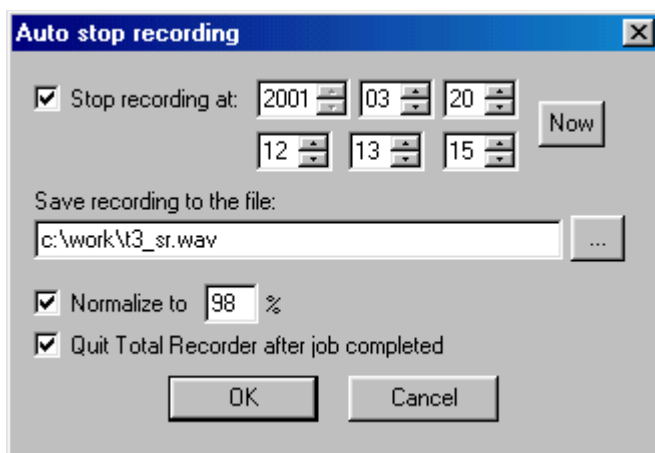 Auto stop recording
Stop recording at: 2001 03 20
Now
12 13 15
Save recording to the file:
c:\work\t3_sr.wav ...
Normalize to 98 %
Quit Total Recorder after job completed
OK Cancel